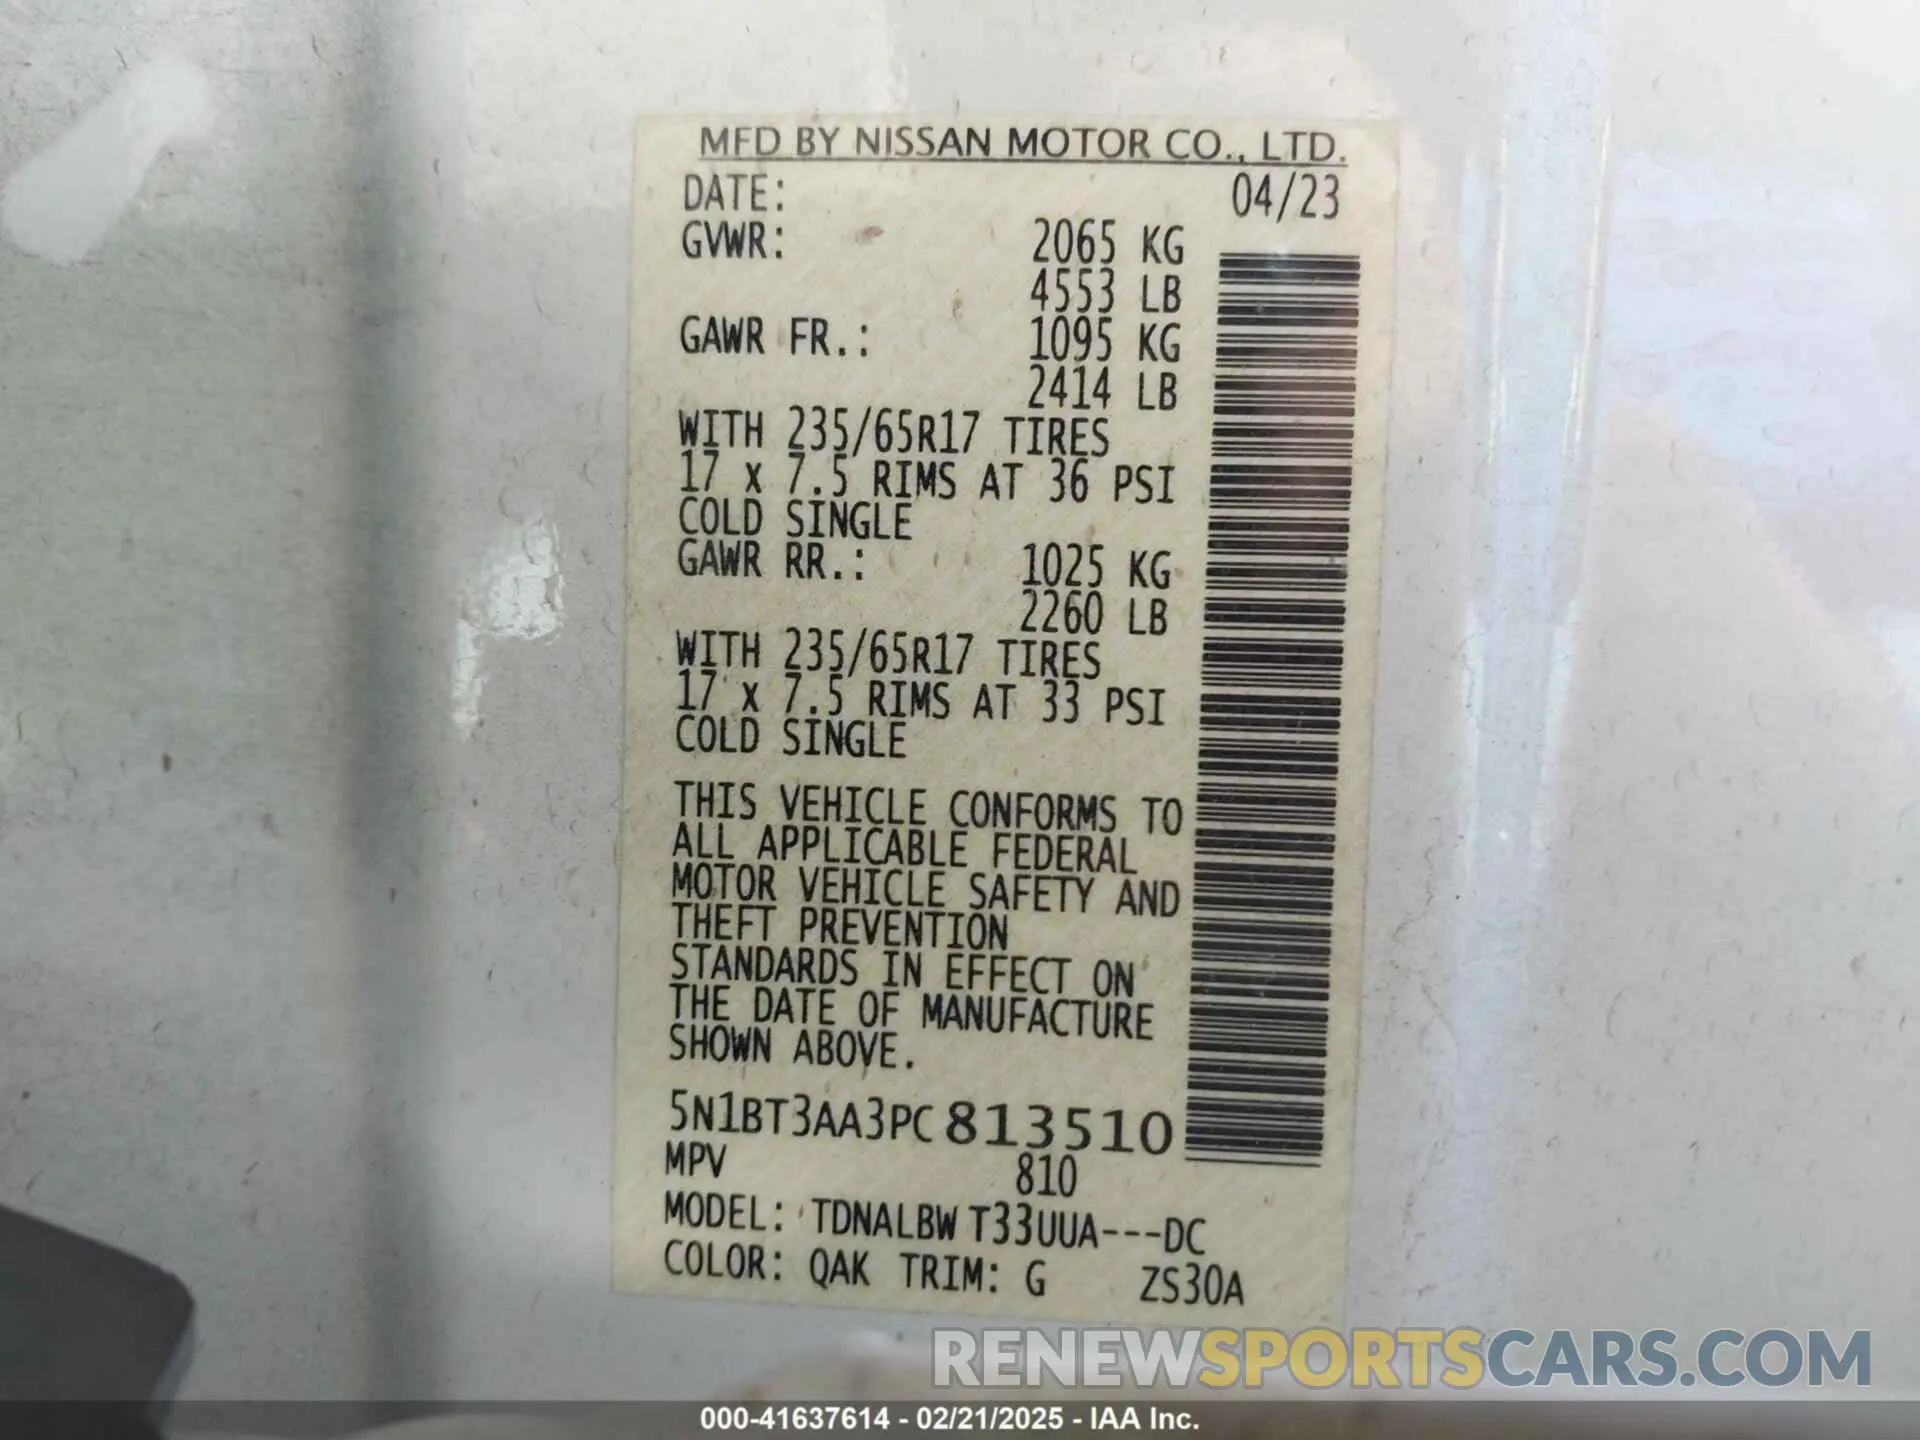 MFD BY NISSAN MOTOR CO., LTD.
DATE: 04/23
GVWR: 2065 KG
4553 LB
GAWR FR.: 1095 KG
2414 LB
WITH 235/65R17 TIRES
17 x 7.5 RIMS AT 36 PSI
COLD SINGLE
GAWR RR.: 1025 KG
2260 LB
WITH 235/65R17 TIRES
17 x 7.5 RIMS AT 33 PSI
COLD SINGLE
THIS VEHICLE CONFORMS TO
ALL APPLICABLE FEDERAL
MOTOR VEHICLE SAFETY AND
THEFT PREVENTION
STANDARDS IN EFFECT ON
THE DATE OF MANUFACTURE
SHOWN ABOVE.
5N1BT3AA3PC813510
MPV 810
MODEL: TDNALBW T33UUA---DC
COLOR: QAK TRIM: G ZS30A
RENEWSPORTSCARS.COM
000-41637614 - 02/21/2025 - IAA Inc.